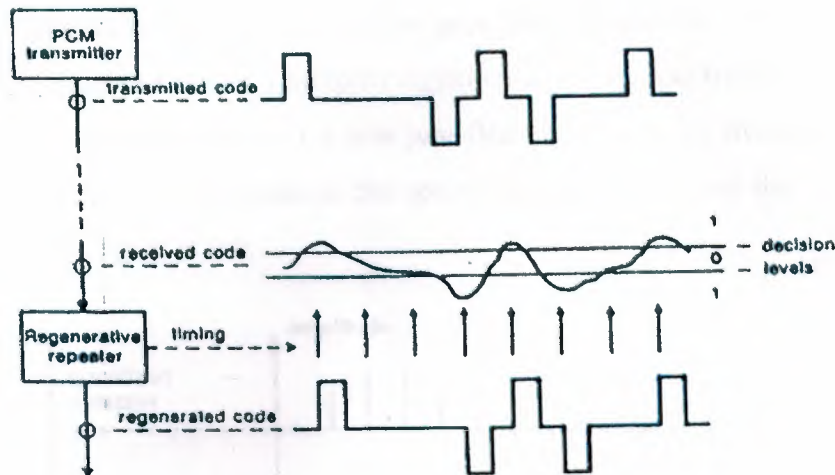 PCM
transmitter
transmitted code
received code
1
decision
0
levels
1
Regenerative
repeater
timing
regenerated code